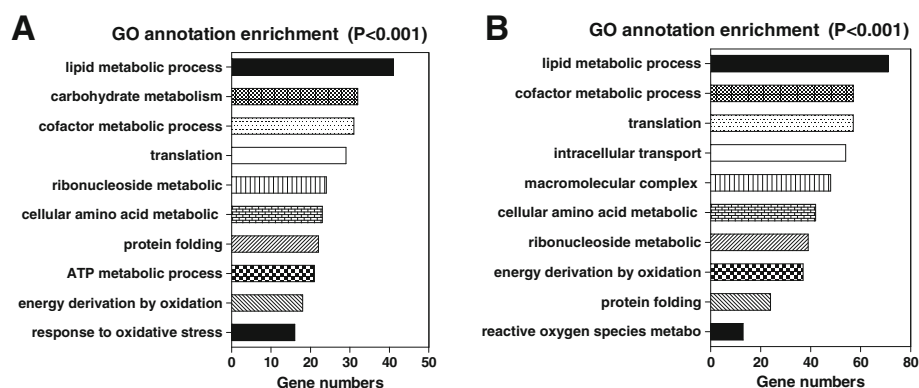 A
GO annotation enrichment (P<0.001)
lipid metabolic process
carbohydrate metabolism
cofactor metabolic process
translation
ribonucleoside metabolic
cellular amino acid metabolic
protein folding
ATP metabolic process
energy derivation by oxidation
response to oxidative stress
0 10 20 30 40 50
Gene numbers
B
GO annotation enrichment (P<0.001)
lipid metabolic process
cofactor metabolic process
translation
intracellular transport
macromolecular complex
cellular amino acid metabolic
ribonucleoside metabolic
energy derivation by oxidation
protein folding
reactive oxygen species metabo
0 20 40 60 80
Gene numbers